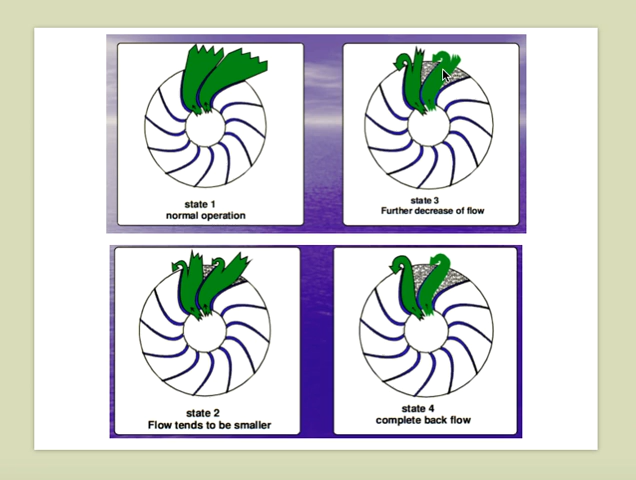 state 1
normal operation
state 3
Further decrease of flow
state 2
Flow tends to be smaller
state 4
complete back flow